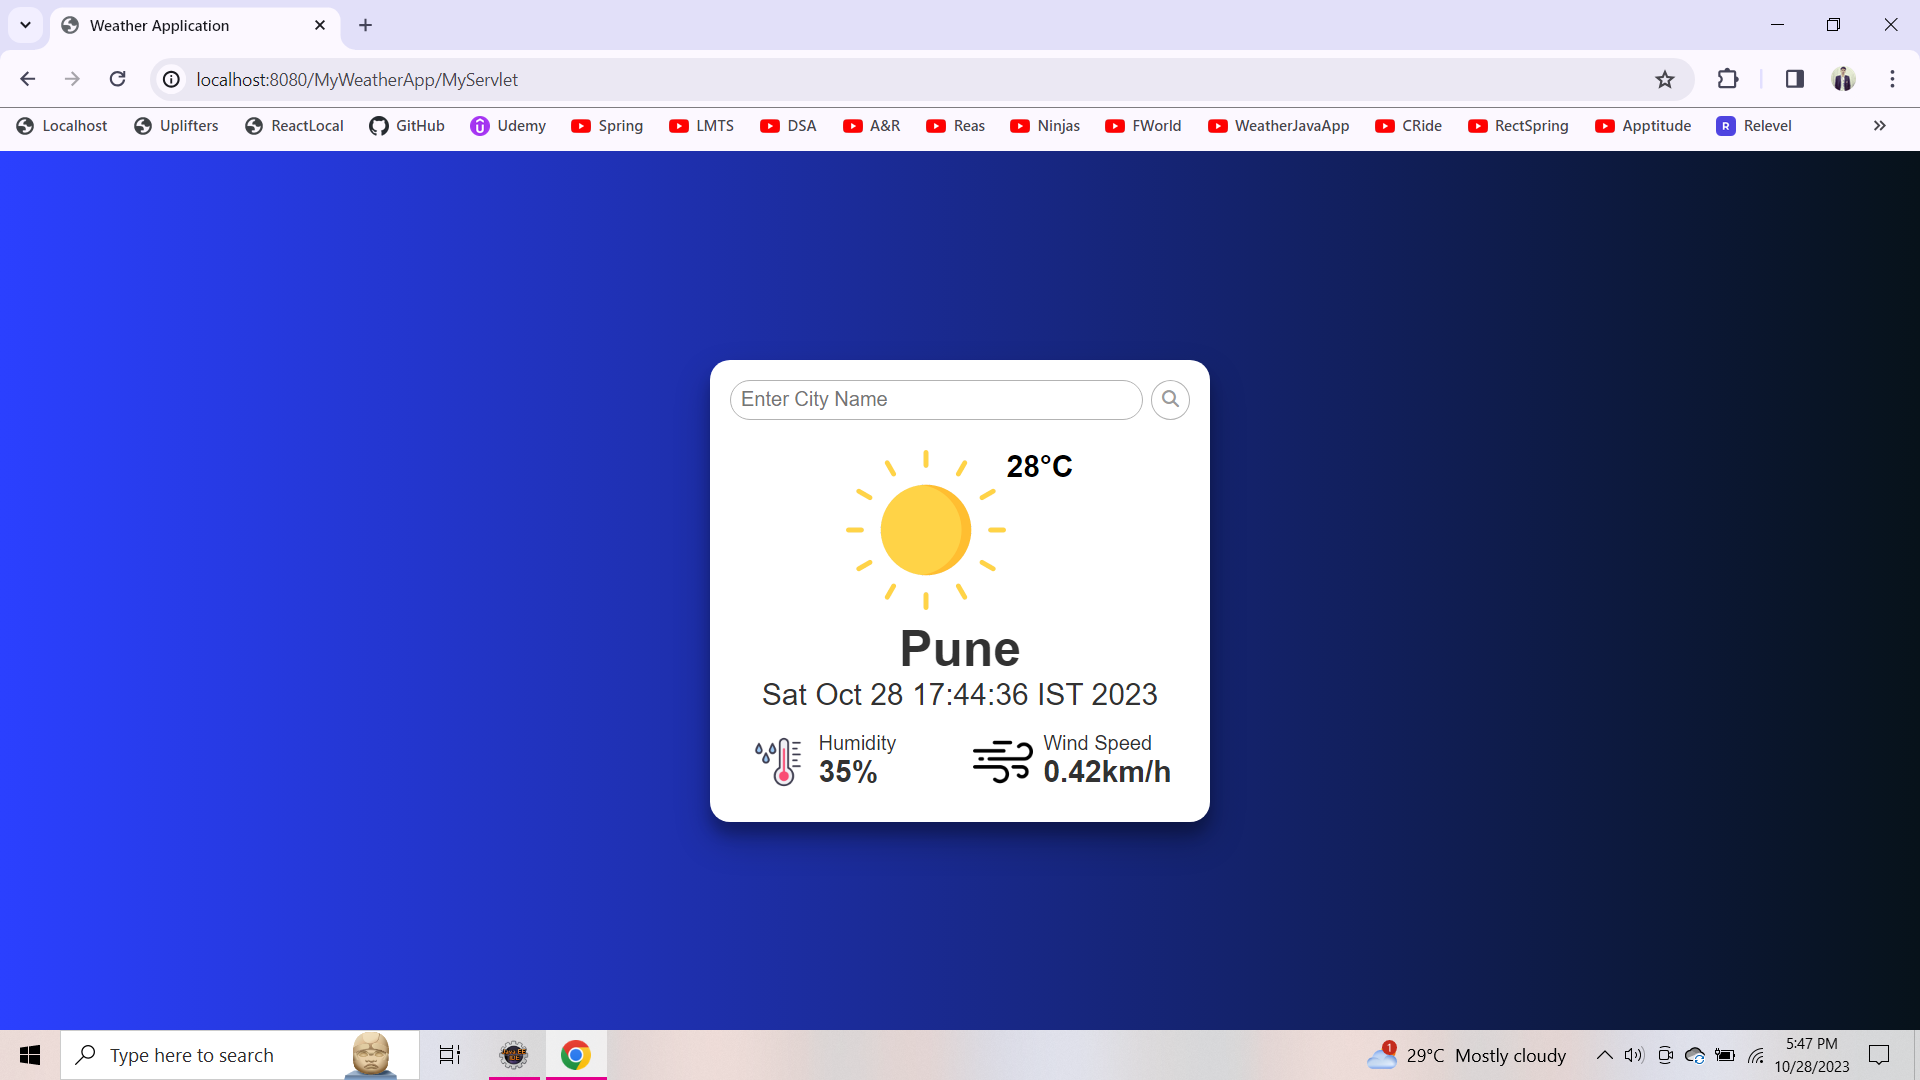 Weather Application
localhost:8080/MyWeatherApp/MyServlet
Localhost Uplifters ReactLocal GitHub Udemy Spring LMTS DSA A&R Reas Ninjas FWorld WeatherJavaApp CRide RectSpring Apptitude R Relevel
Enter City Name
28°C
Pune
Sat Oct 28 17:44:36 IST 2023
Humidity
35%
Wind Speed
0.42km/h
Type here to search
1
29°C Mostly cloudy
5:47 PM
10/28/2023